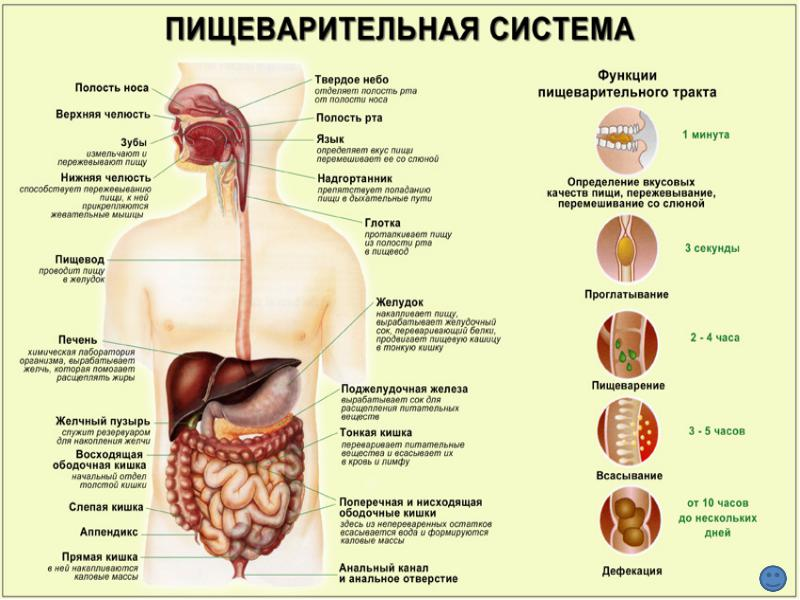 ПИЩЕВАРИТЕЛЬНАЯ СИСТЕМА
Полость носа
Верхняя челюсть
Зубы
измельчают и
пережевывают пищу
Нижняя челюсть
способствует пережевыванию
пищи, к ней
прикрепляются
жевательные мышцы
Пищевод
проводит пищу
в желудок
Печень
химическая лаборатория
организма, вырабатывает
желчь, которая помогает
расщеплять жиры
Желчный пузырь
служит резервуаром
для накопления желчи
Восходящая
ободочная кишка
начальный отдел
толстой кишки
Слепая кишка
Аппендикс
Прямая кишка
в ней накапливаются
каловые массы
Твердое небо
отделяет полость рта
от полости носа
Полость рта
Язык
определяет вкус пищи
перемешивает ее со слюной
Надгортанник
препятствует попаданию
пищи в дыхательные пути
Глотка
проталкивает пищу
из полости рта
в пищевод
Желудок
накапливает пищу,
вырабатывает желудочный
сок, переваривающий белки,
продвигает пищевую кашицу
в тонкую кишку
Поджелудочная железа
вырабатывает сок для
расщепления питательных
веществ
Тонкая кишка
переваривает питательные
вещества и всасывает их
в кровь и лимфу
Поперечная и нисходящая
ободочные кишки
здесь из непереваренных остатков
всасывается вода и формируются
каловые массы
Анальный канал
и анальное отверстие
Функции
пищеварительного тракта
1 минута
Определение вкусовых
качеств пищи, пережевывание,
перемешивание со слюной
3 секунды
Проглатывание
2 - 4 часа
Пищеварение
3 - 5 часов
Всасывание
от 10 часов
до нескольких
дней
Дефекация